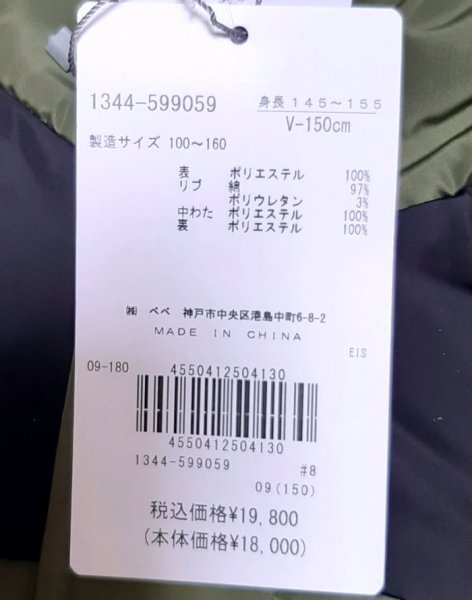 1344-599059
身長 145〜155
V-150cm
製造サイズ 100〜160
表 ポリエステル 100%
リブ 綿 97%
ポリウレタン 3%
中わた ポリエステル 100%
裏 ポリエステル 100%
㈱ べべ 神戸市中央区港島中町6-8-2
MADE IN CHINA
EIS
09-180
4550412504130
4550412504130
1344-599059
#8
09(150)
税込価格¥19,800
(本体価格¥18,000)